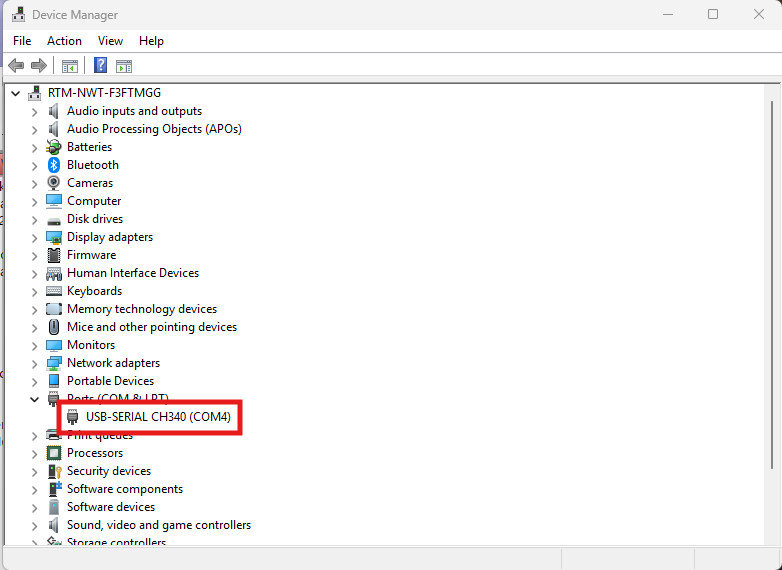 Device Manager
File Action View Help
RTM-NWT-F3FTMGG
Audio inputs and outputs
Audio Processing Objects (APOs)
Batteries
Bluetooth
Cameras
Computer
Disk drives
Display adapters
Firmware
Human Interface Devices
Keyboards
Memory technology devices
Mice and other pointing devices
Monitors
Network adapters
Portable Devices
Ports (COM & LPT)
USB-SERIAL CH340 (COM4)
Print queues
Processors
Security devices
Software components
Software devices
Sound, video and game controllers
Storage controllers